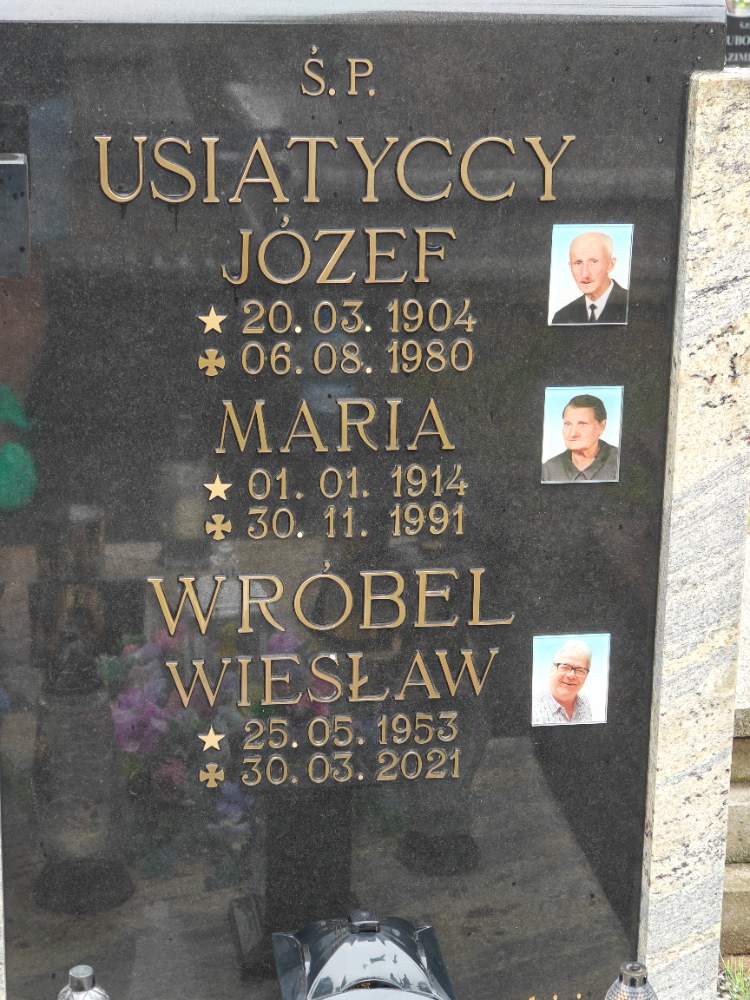 Ś.P.
USIATYCCY
JÓZEF
20.03.1904
06.08.1980
MARIA
01.01.1914
30.11.1991
WRÓBEL
WIESŁAW
25.05.1953
30.03.2021